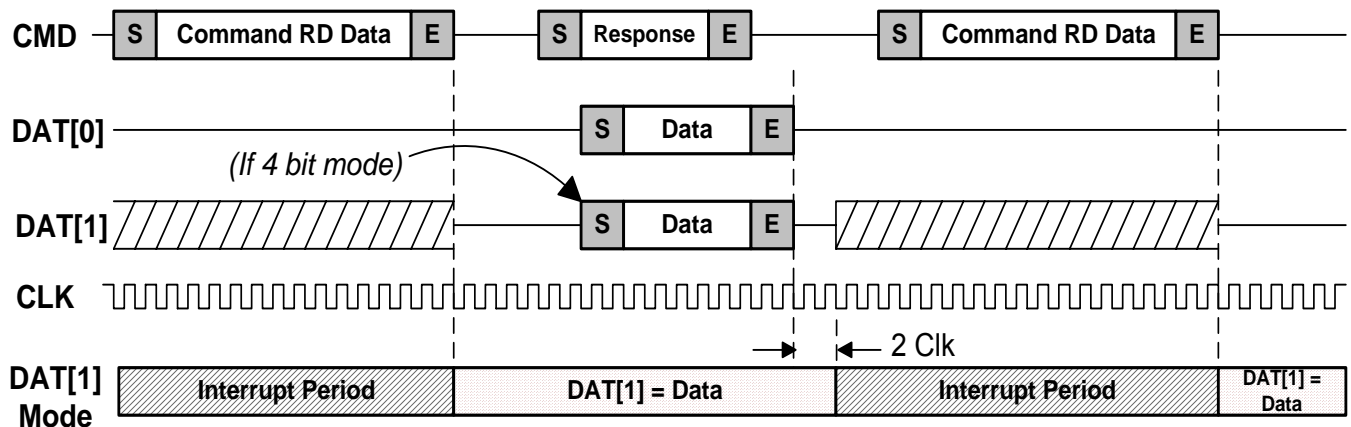 CMD S Command RD Data E S Response E S Command RD Data E
DAT[0] S Data E
(If 4 bit mode)
DAT[1] S Data E
CLK
2 Clk
DAT[1] Mode
Interrupt Period
DAT[1] = Data
Interrupt Period
DAT[1] =
Data